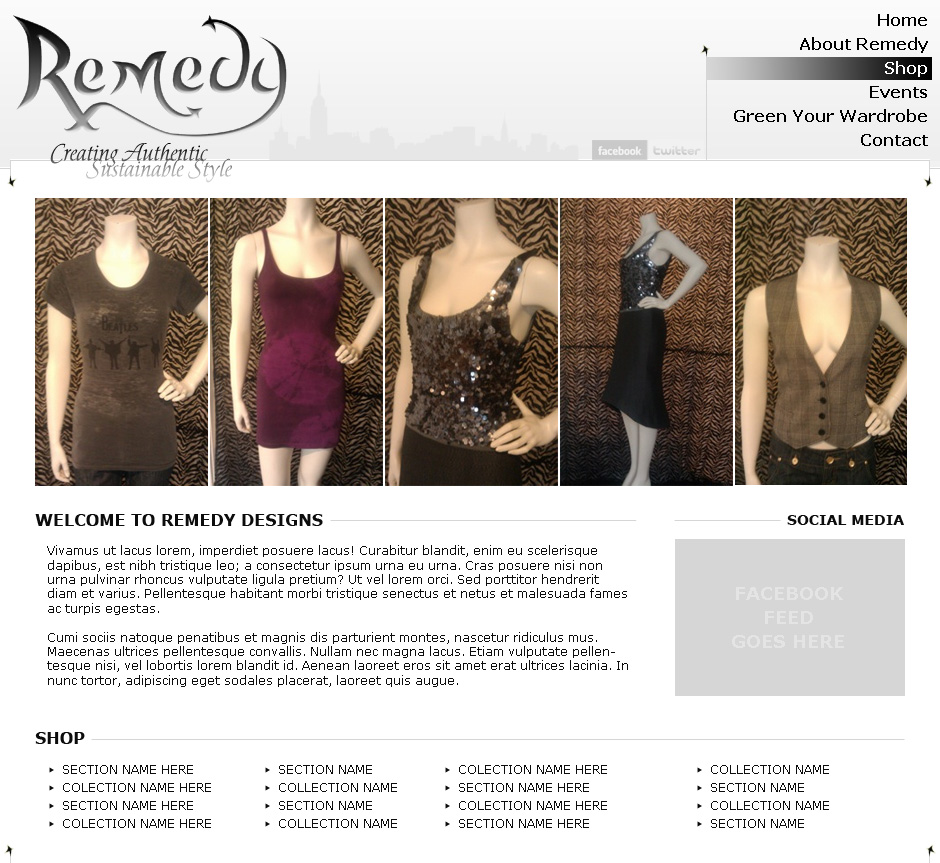 Remedy
Creating Authentic
Sustainable Style
facebook twitter
Home
About Remedy
Shop
Events
Green Your Wardrobe
Contact
BEATLES
WELCOME TO REMEDY DESIGNS
Vivamus ut lacus lorem, imperdiet posuere lacus! Curabitur blandit, enim eu scelerisque
dapibus, est nibh tristique leo; a consectetur ipsum urna eu urna. Cras posuere nisi non
urna pulvinar rhoncus vulputate ligula pretium? Ut vel lorem orci. Sed porttitor hendrerit
diam et varius. Pellentesque habitant morbi tristique senectus et netus et malesuada fames
ac turpis egestas.
Cumi sociis natoque penatibus et magnis dis parturient montes, nascetur ridiculus mus.
Maecenas ultrices pellentesque convallis. Nullam nec magna lacus. Etiam vulputate pellen-
tesque nisi, vel lobortis lorem blandit id. Aenean laoreet eros sit amet erat ultrices lacinia. In
nunc tortor, adipiscing eget sodales placerat, laoreet quis augue.
SOCIAL MEDIA
FACEBOOK
FEED
GOES HERE
SHOP
SECTION NAME HERE
COLECTION NAME HERE
SECTION NAME HERE
COLECTION NAME HERE
SECTION NAME
COLLECTION NAME
SECTION NAME
COLLECTION NAME
COLECTION NAME HERE
SECTION NAME HERE
COLECTION NAME HERE
SECTION NAME HERE
COLLECTION NAME
SECTION NAME
COLLECTION NAME
SECTION NAME